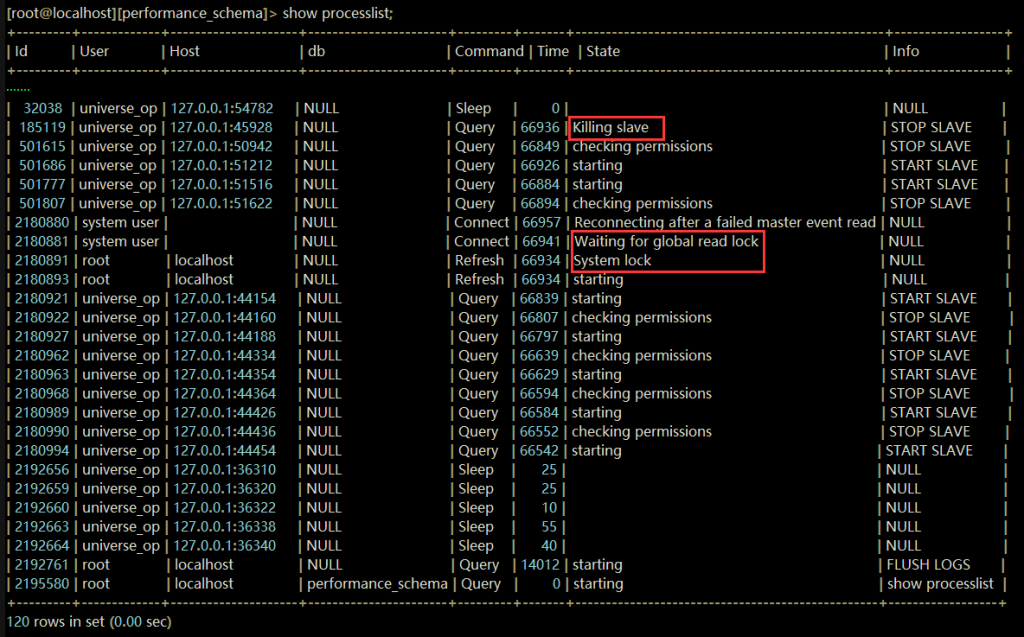 [root@localhost][performance_schema]> show processlist;
+---------+-------------+-----------------+--------------------+---------+-------+----------------------------------------+------------------+
| Id | User | Host | db | Command | Time | State | Info |
+---------+-------------+-----------------+--------------------+---------+-------+----------------------------------------+------------------+
.......
| 32038 | universe_op | 127.0.0.1:54782 | NULL | Sleep | 0 | | NULL |
| 185119 | universe_op | 127.0.0.1:45928 | NULL | Query | 66936 | Killing slave | STOP SLAVE |
| 501615 | universe_op | 127.0.0.1:50942 | NULL | Query | 66849 | checking permissions | STOP SLAVE |
| 501686 | universe_op | 127.0.0.1:51212 | NULL | Query | 66926 | starting | START SLAVE |
| 501777 | universe_op | 127.0.0.1:51516 | NULL | Query | 66884 | starting | START SLAVE |
| 501807 | universe_op | 127.0.0.1:51622 | NULL | Query | 66894 | checking permissions | STOP SLAVE |
| 2180880 | system user | | NULL | Connect | 66957 | Reconnecting after a failed master event read | NULL |
| 2180881 | system user | | NULL | Connect | 66941 | Waiting for global read lock | NULL |
| 2180891 | root | localhost | NULL | Refresh | 66934 | System lock | NULL |
| 2180893 | root | localhost | NULL | Refresh | 66934 | starting | NULL |
| 2180921 | universe_op | 127.0.0.1:44154 | NULL | Query | 66839 | starting | START SLAVE |
| 2180922 | universe_op | 127.0.0.1:44160 | NULL | Query | 66807 | checking permissions | STOP SLAVE |
| 2180927 | universe_op | 127.0.0.1:44188 | NULL | Query | 66797 | starting | START SLAVE |
| 2180962 | universe_op | 127.0.0.1:44334 | NULL | Query | 66639 | checking permissions | STOP SLAVE |
| 2180963 | universe_op | 127.0.0.1:44354 | NULL | Query | 66629 | starting | START SLAVE |
| 2180968 | universe_op | 127.0.0.1:44364 | NULL | Query | 66594 | checking permissions | STOP SLAVE |
| 2180989 | universe_op | 127.0.0.1:44426 | NULL | Query | 66584 | starting | START SLAVE |
| 2180990 | universe_op | 127.0.0.1:44436 | NULL | Query | 66552 | checking permissions | STOP SLAVE |
| 2180994 | universe_op | 127.0.0.1:44454 | NULL | Query | 66542 | starting | START SLAVE |
| 2192656 | universe_op | 127.0.0.1:36310 | NULL | Sleep | 25 | | NULL |
| 2192659 | universe_op | 127.0.0.1:36320 | NULL | Sleep | 25 | | NULL |
| 2192660 | universe_op | 127.0.0.1:36322 | NULL | Sleep | 10 | | NULL |
| 2192663 | universe_op | 127.0.0.1:36338 | NULL | Sleep | 55 | | NULL |
| 2192664 | universe_op | 127.0.0.1:36340 | NULL | Sleep | 40 | | NULL |
| 2192761 | root | localhost | NULL | Query | 14012 | starting | FLUSH LOGS |
| 2195580 | root | localhost | performance_schema | Query | 0 | starting | show processlist |
+---------+-------------+-----------------+--------------------+---------+-------+----------------------------------------+------------------+
120 rows in set (0.00 sec)